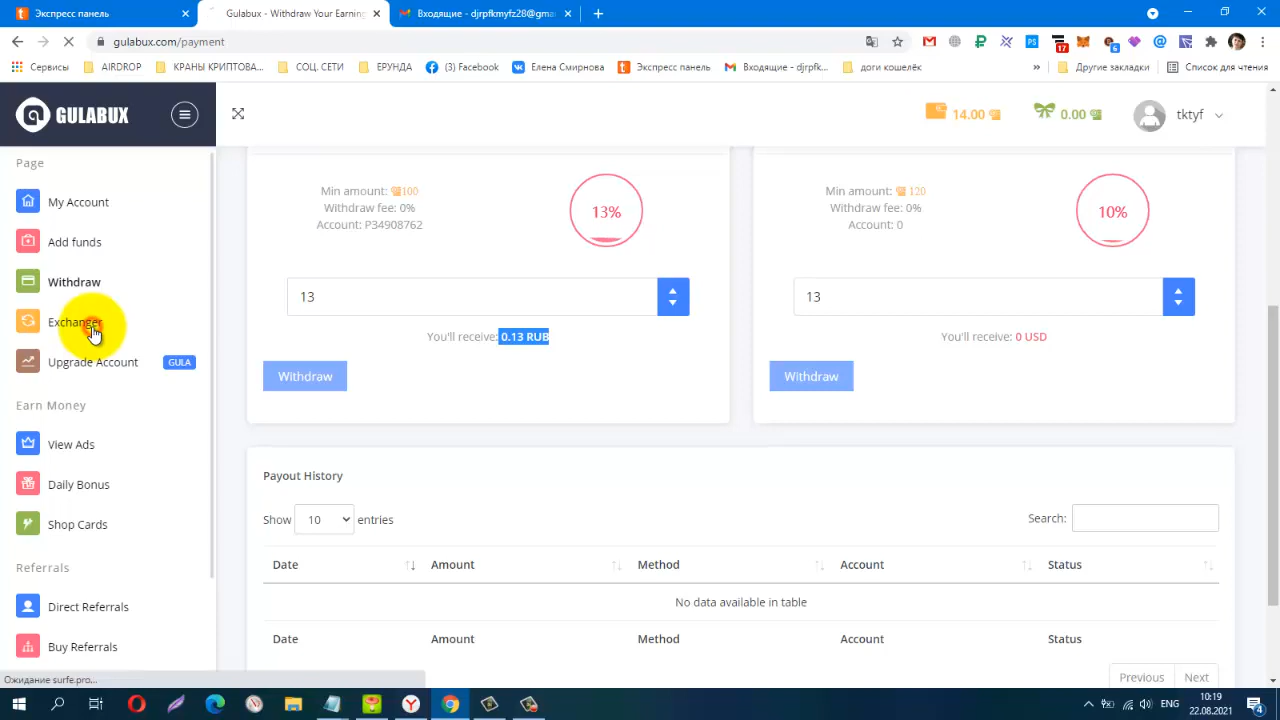 Экспресс панель
Gulabux - Withdraw Your Earning
Входящие - djrpfkmyfz28@gma
gulabux.com/payment
17
6
Сервисы
AIRDROP
КРАНЫ КРИПТОВА...
СОЦ. СЕТИ
ЕРУНДА
(3) Facebook
Елена Смирнова
Экспресс панель
Входящие - djrpfk...
доги кошелёк
»
Другие закладки
Список для чтения
GULABUX
14.00
0.00
tktyf
Page
My Account
Add funds
Withdraw
Exchanger
Upgrade Account
GULA
Earn Money
View Ads
Daily Bonus
Shop Cards
Referrals
Direct Referrals
Buy Referrals
Min amount: 100
Withdraw fee: 0%
Account: P34908762
13%
13
You'll receive: 0.13 RUB
Withdraw
Min amount: 120
Withdraw fee: 0%
Account: 0
10%
13
You'll receive: 0 USD
Withdraw
Payout History
Show 10 entries
Search:
Date Amount Method Account Status
No data available in table
Date Amount Method Account Status
Previous Next
Ожидание surfe.pro...
ENG
10:19
22.08.2021
4